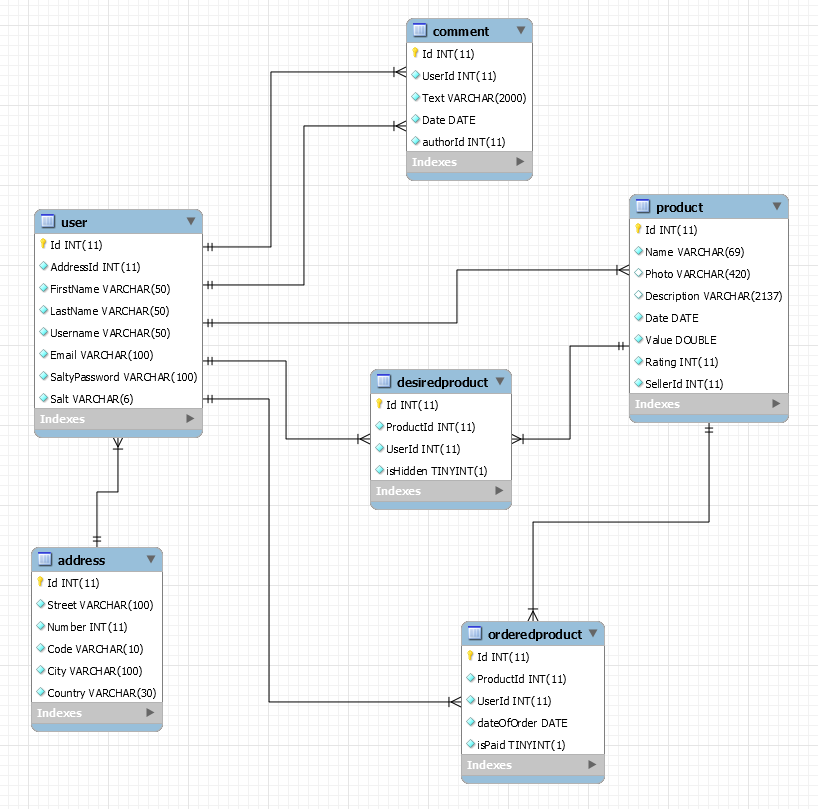 comment
Id INT(11)
UserId INT(11)
Text VARCHAR(2000)
Date DATE
authorId INT(11)
Indexes
user
Id INT(11)
AddressId INT(11)
FirstName VARCHAR(50)
LastName VARCHAR(50)
Username VARCHAR(50)
Email VARCHAR(100)
SaltyPassword VARCHAR(100)
Salt VARCHAR(6)
Indexes
product
Id INT(11)
Name VARCHAR(69)
Photo VARCHAR(420)
Description VARCHAR(2137)
Date DATE
Value DOUBLE
Rating INT(11)
SellerId INT(11)
Indexes
desiredproduct
Id INT(11)
ProductId INT(11)
UserId INT(11)
isHidden TINYINT(1)
Indexes
address
Id INT(11)
Street VARCHAR(100)
Number INT(11)
Code VARCHAR(10)
City VARCHAR(100)
Country VARCHAR(30)
Indexes
orderedproduct
Id INT(11)
ProductId INT(11)
UserId INT(11)
dateOfOrder DATE
isPaid TINYINT(1)
Indexes